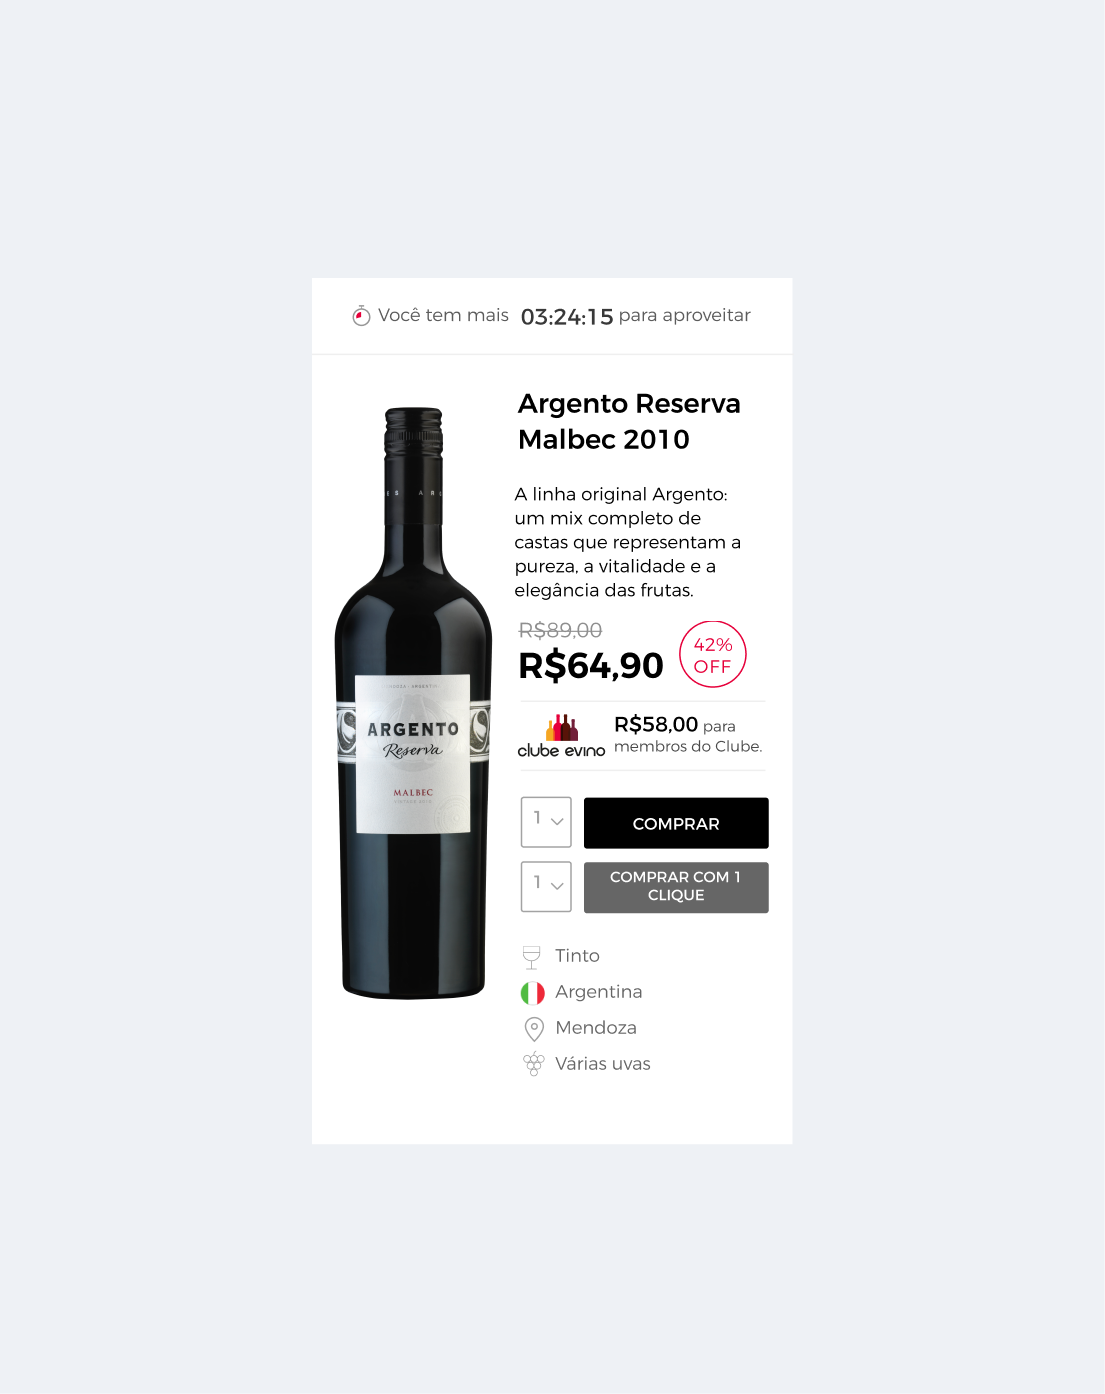 Você tem mais 03:24:15 para aproveitar
Argento Reserva
Malbec 2010
A linha original Argento:
um mix completo de
castas que representam a
pureza, a vitalidade e a
elegância das frutas.
R$89,00
R$64,90
42%
OFF
clube evino
R$58,00 para
membros do Clube.
1
COMPRAR
1
COMPRAR COM 1
CLIQUE
Tinto
Argentina
Mendoza
Várias uvas
ARGENTO
Reserva
MALBEC